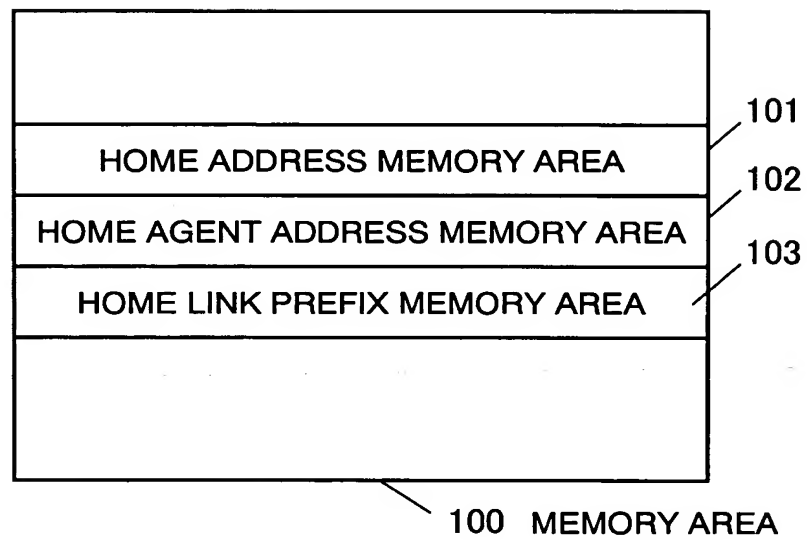 101
HOME ADDRESS MEMORY AREA
102
HOME AGENT ADDRESS MEMORY AREA
103
HOME LINK PREFIX MEMORY AREA
100 MEMORY AREA